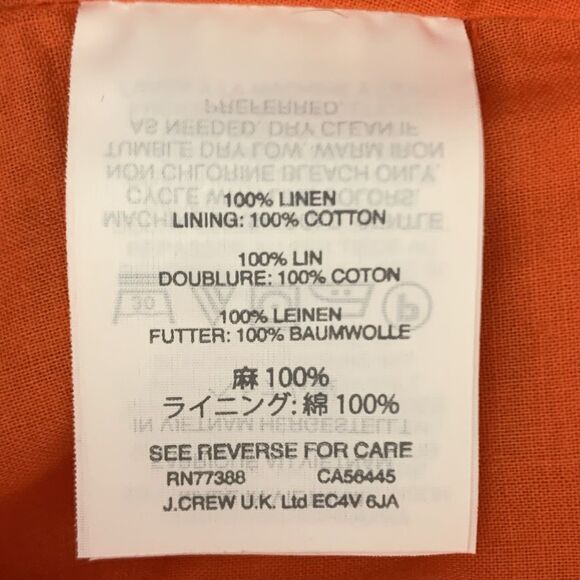 100% LINEN
LINING: 100% COTTON
100% LIN
DOUBLURE: 100% COTON
100% LEINEN
FUTTER: 100% BAUMWOLLE
麻 100%
ライニング: 綿 100%
SEE REVERSE FOR CARE
RN77388 CA56445
J.CREW U.K. Ltd EC4V 6JA